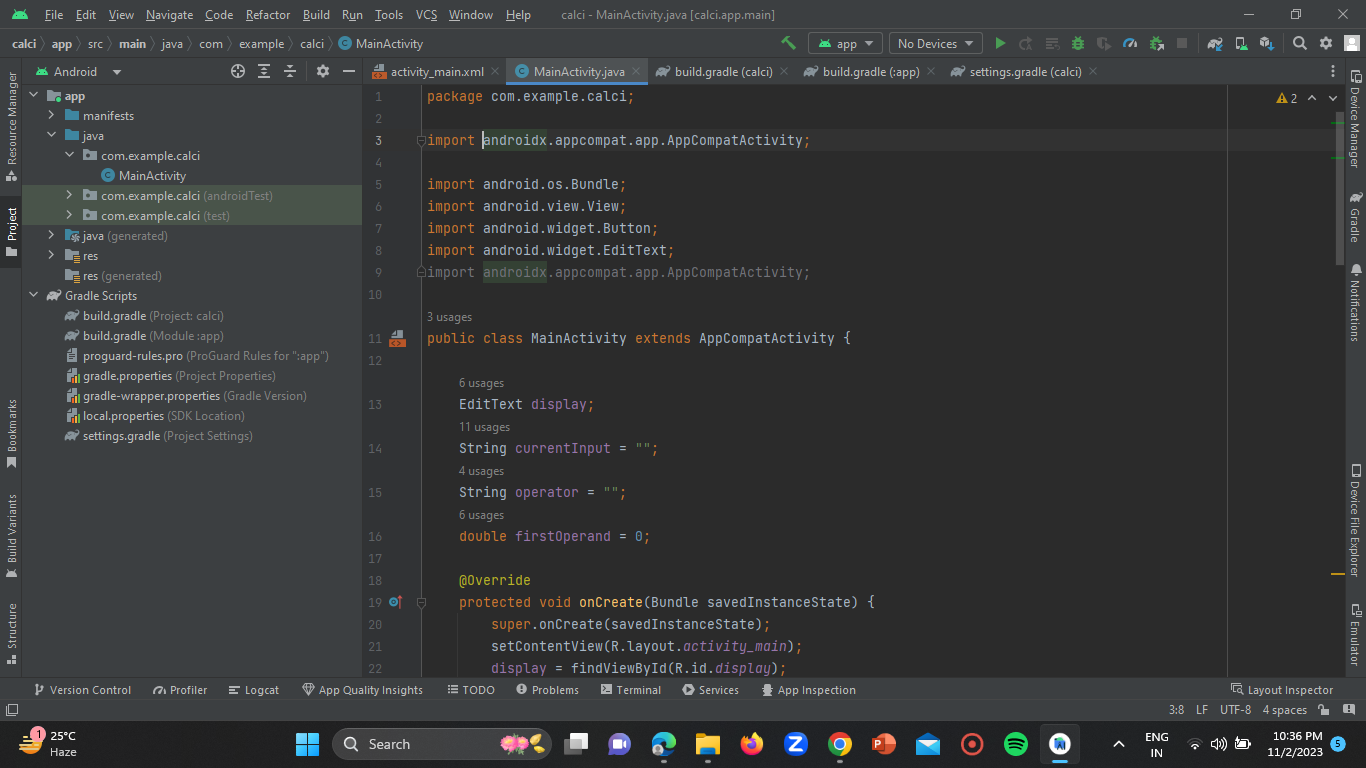 File Edit View Navigate Code Refactor Build Run Tools VCS Window Help calci - MainActivity.java [calci.app.main]
calci app src main java com example calci MainActivity app No Devices
Android activity_main.xml MainActivity.java build.gradle (calci) build.gradle (:app) settings.gradle (calci)
Resource Manager
Project
Bookmarks
Build Variants
Structure
app
manifests
java
com.example.calci
MainActivity
com.example.calci (androidTest)
com.example.calci (test)
java (generated)
res
res (generated)
Gradle Scripts
build.gradle (Project: calci)
build.gradle (Module :app)
proguard-rules.pro (ProGuard Rules for ":app")
gradle.properties (Project Properties)
gradle-wrapper.properties (Gradle Version)
local.properties (SDK Location)
settings.gradle (Project Settings)
2
1 package com.example.calci;
2
3 import androidx.appcompat.app.AppCompatActivity;
4
5 import android.os.Bundle;
6 import android.view.View;
7 import android.widget.Button;
8 import android.widget.EditText;
9 import androidx.appcompat.app.AppCompatActivity;
10
3 usages
11 public class MainActivity extends AppCompatActivity {
12
6 usages
13 EditText display;
11 usages
14 String currentInput = "";
4 usages
15 String operator = "";
6 usages
16 double firstOperand = 0;
17
18 @Override
19 protected void onCreate(Bundle savedInstanceState) {
20 super.onCreate(savedInstanceState);
21 setContentView(R.layout.activity_main);
22 display = findViewById(R.id.display);
Device Manager
Gradle
Notifications
Device File Explorer
Emulator
Version Control Profiler Logcat App Quality Insights TODO Problems Terminal Services App Inspection Layout Inspector
3:8 LF UTF-8 4 spaces
1
25°C
Haze
Search
Z
P
AI
ENG
IN
10:36 PM
11/2/2023
5